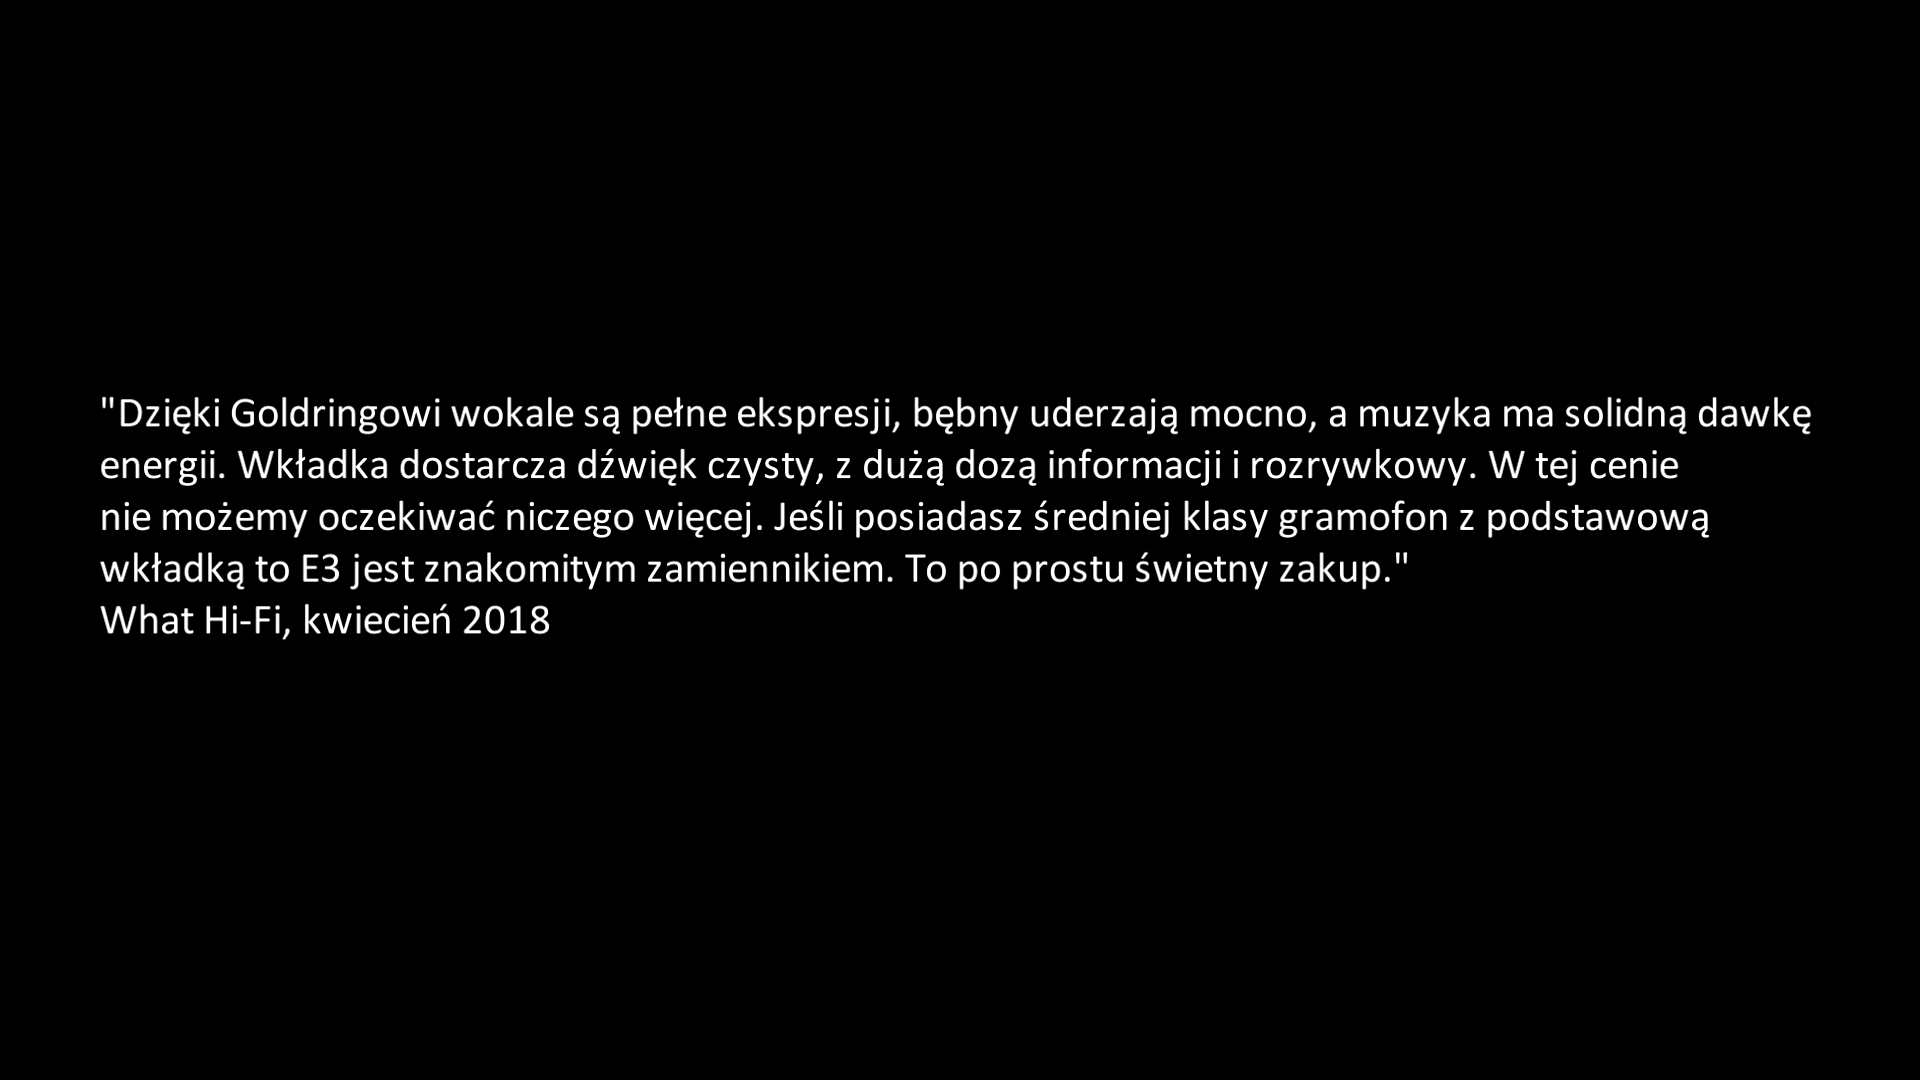 "Dzięki Goldringowi wokale są pełne ekspresji, bębny uderzają mocno, a muzyka ma solidną dawkę
energii. Wkładka dostarcza dźwięk czysty, z dużą dozą informacji i rozrywkowy. W tej cenie
nie możemy oczekiwać niczego więcej. Jeśli posiadasz średniej klasy gramofon z podstawową
wkładką to E3 jest znakomitym zamiennikiem. To po prostu świetny zakup."
What Hi-Fi, kwiecień 2018